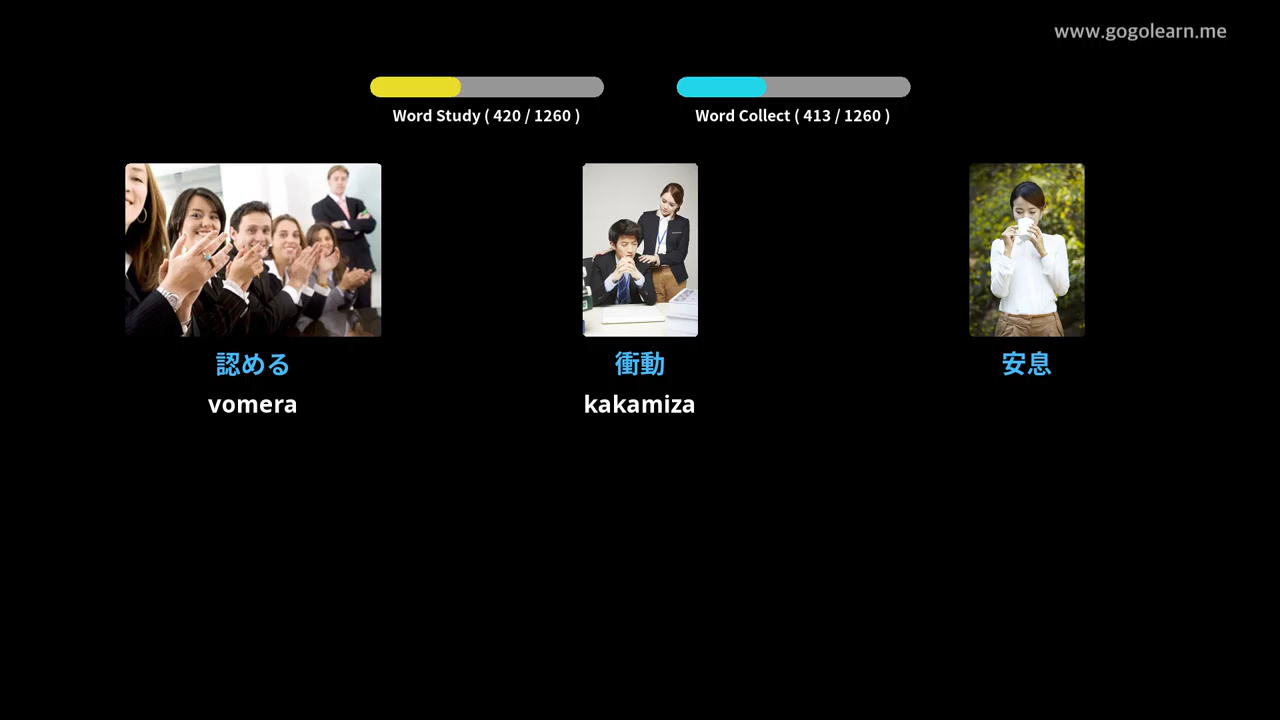 www.gogolearn.me
Word Study ( 420 / 1260 )
Word Collect ( 413 / 1260 )
認める
衝動
安息
vomera
kakamiza